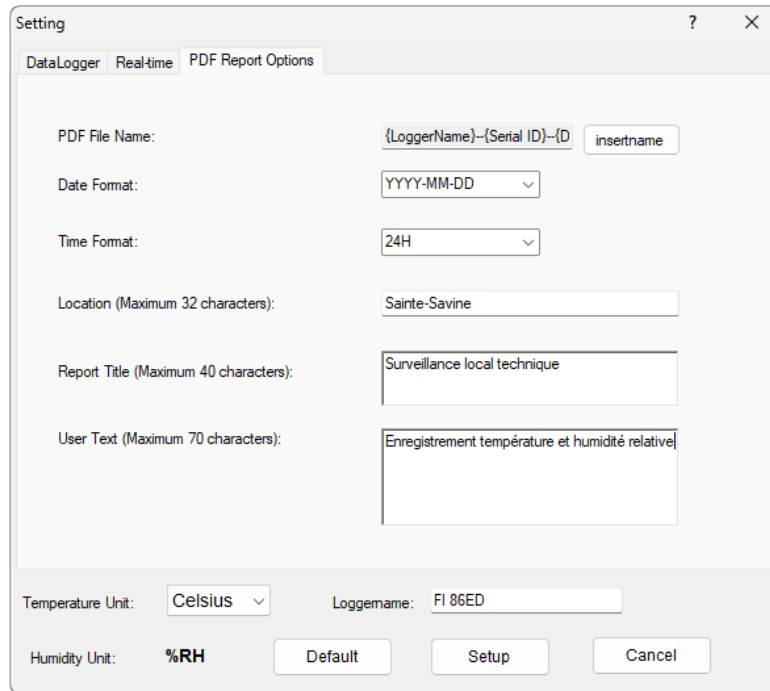 Setting ?
DataLogger Real-time PDF Report Options
PDF File Name: {LoggerName}--{Serial ID}--{D insertname
Date Format: YYYY-MM-DD
Time Format: 24H
Location (Maximum 32 characters): Sainte-Savine
Report Title (Maximum 40 characters): Surveillance local technique
User Text (Maximum 70 characters): Enregistrement température et humidité relative
Temperature Unit: Celsius Loggername: FI 86ED
Humidity Unit: %RH Default Setup Cancel